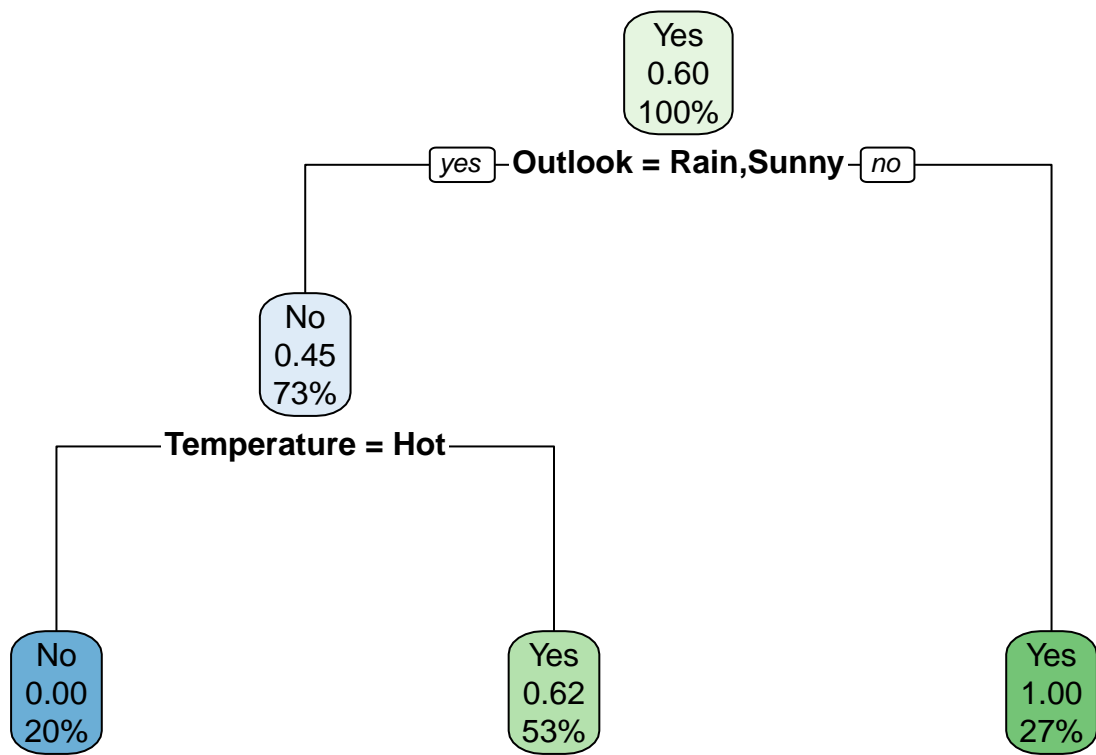 Yes
0.60
100%
yes Outlook = Rain,Sunny no
No
0.45
73%
Temperature = Hot
No
0.00
20%
Yes
0.62
53%
Yes
1.00
27%